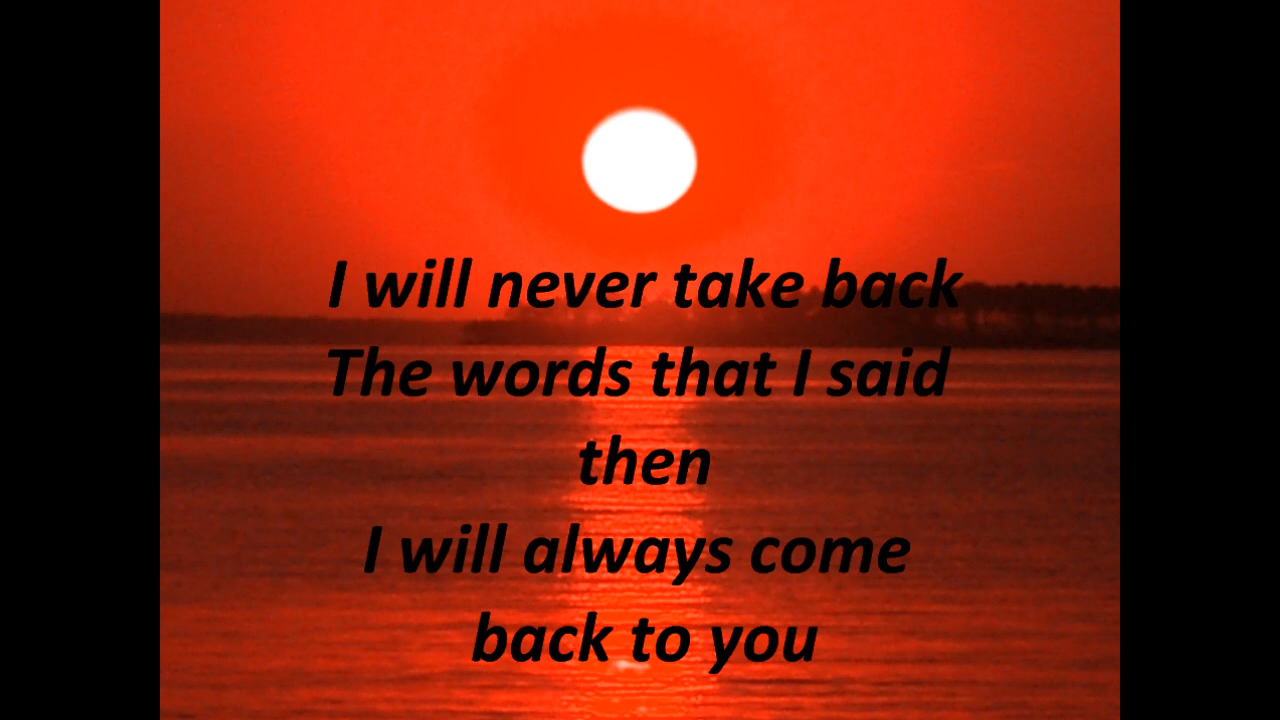 I will never take back
The words that I said
then
I will always come
back to you